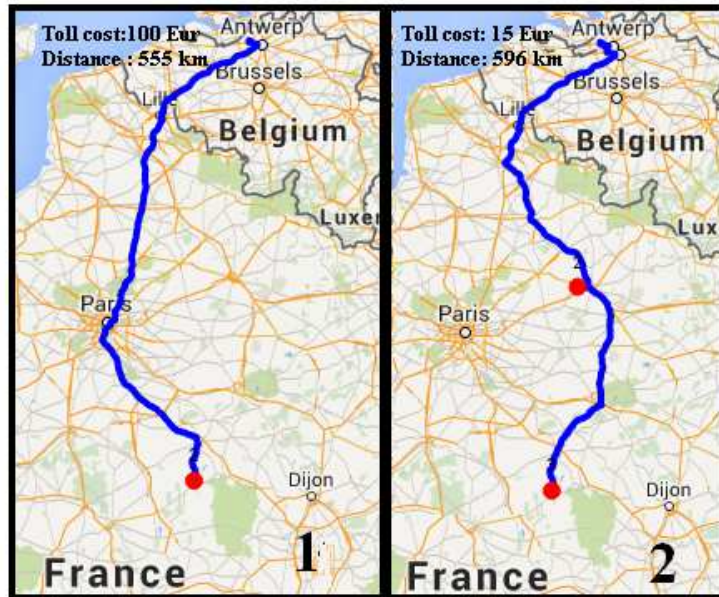 Toll cost:100 Eur
Distance : 555 km
Antwerp
Brussels
Lille
Belgium
Luxer
Paris
Dijon
France
1
Toll cost: 15 Eur
Distance: 596 km
Antwerp
Brussels
Lille
Belgium
Lux
2
Paris
Dijon
France
2